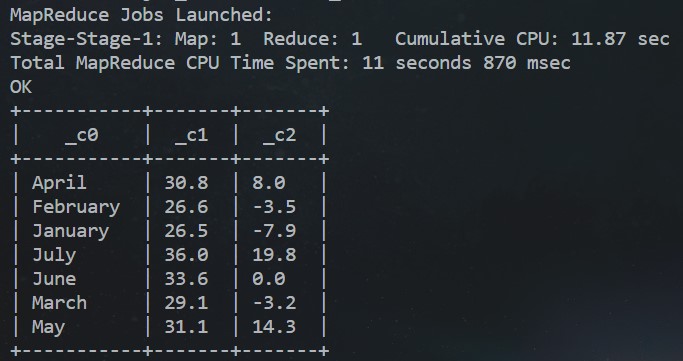 MapReduce Jobs Launched:
Stage-Stage-1: Map: 1  Reduce: 1   Cumulative CPU: 11.87 sec
Total MapReduce CPU Time Spent: 11 seconds 870 msec
OK
+-----------+-------+-------+
|    _c0    |  _c1  |  _c2  |
+-----------+-------+-------+
| April     | 30.8  | 8.0   |
| February  | 26.6  | -3.5  |
| January   | 26.5  | -7.9  |
| July      | 36.0  | 19.8  |
| June      | 33.6  | 0.0   |
| March     | 29.1  | -3.2  |
| May       | 31.1  | 14.3  |
+-----------+-------+-------+